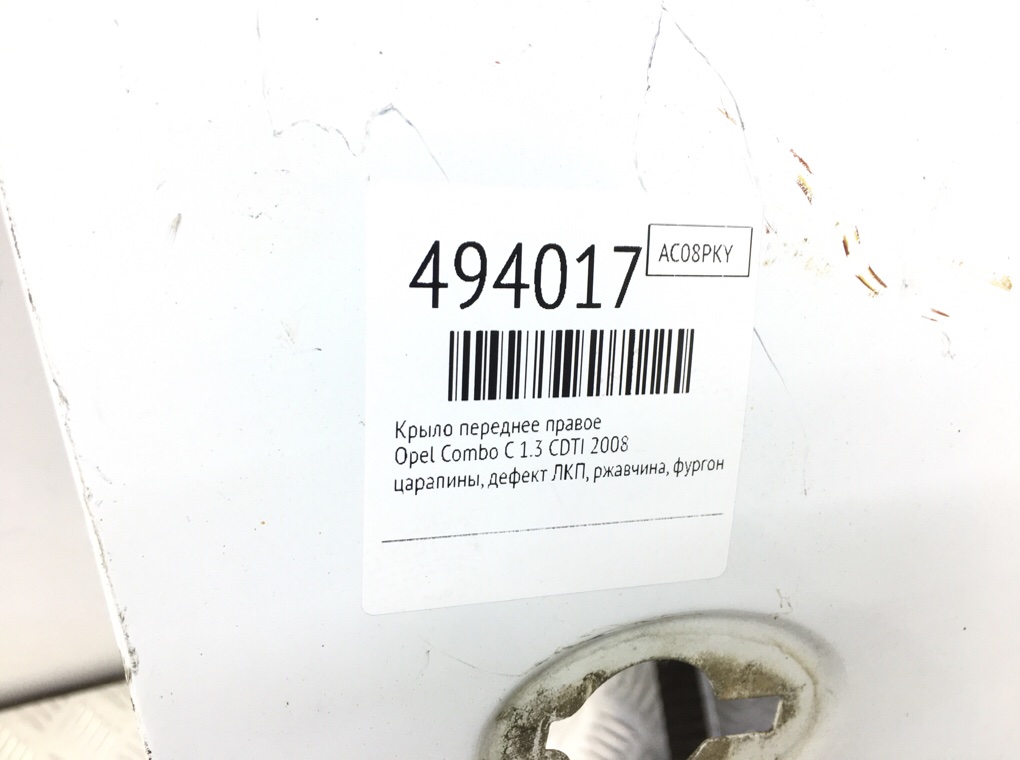 494017
AC08PKY
Крыло переднее правое
Opel Combo C 1.3 CDTI 2008
царапины, дефект ЛКП, ржавчина, фургон